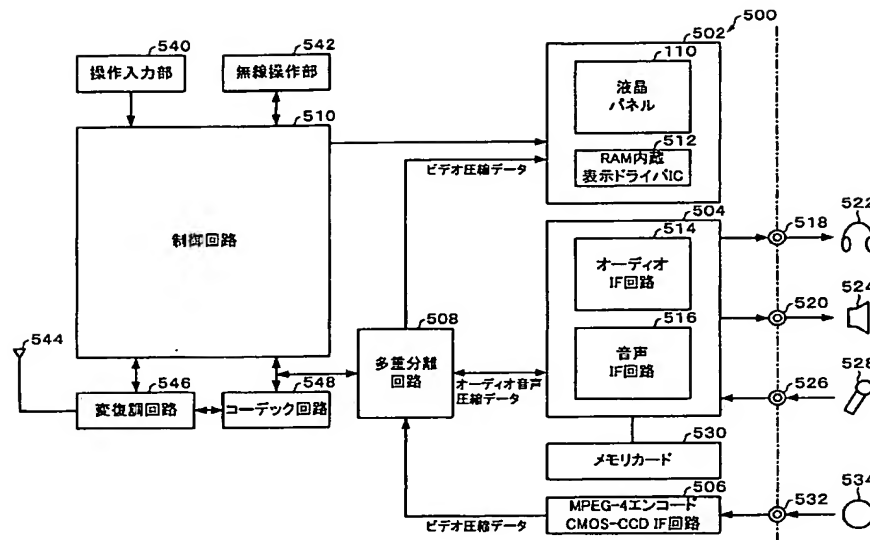 500
540
操作入力部
542
無線操作部
510
制御回路
502
110
液晶
パネル
512
RAM内蔵
表示ドライバIC
ビデオ圧縮データ
504
514
オーディオ
IF回路
516
音声
IF回路
518
522
520
524
526
528
508
多重分離
回路
オーディオ音声
圧縮データ
544
546
変復調回路
548
コーデック回路
530
メモリカード
506
MPEG-4エンコード
CMOS-CCD IF回路
ビデオ圧縮データ
532
534